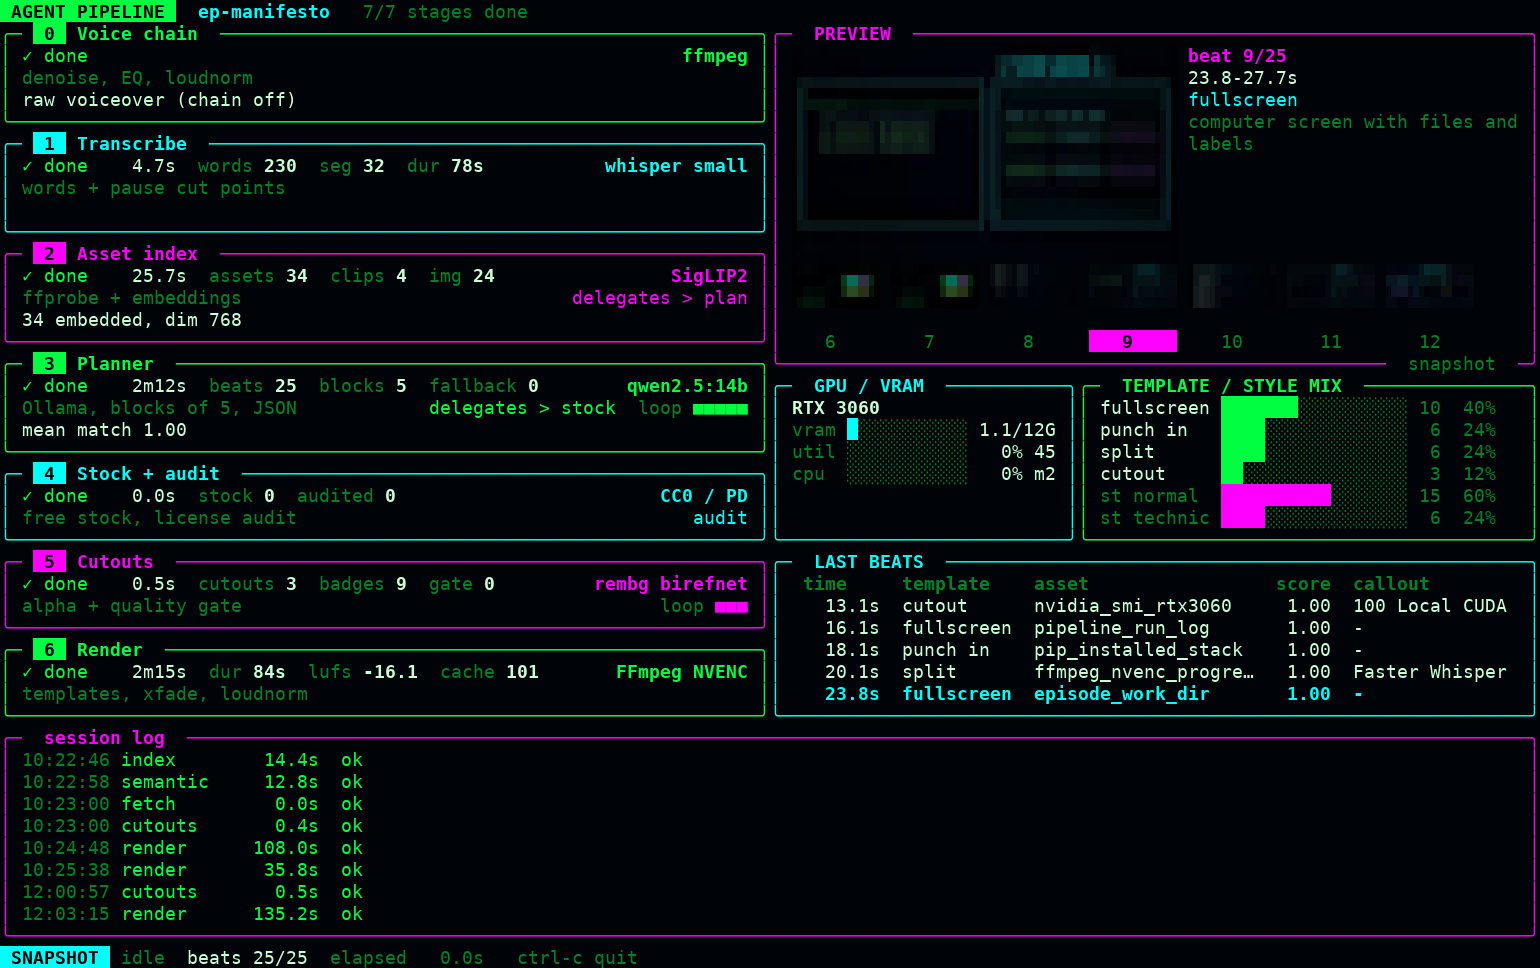 AGENT PIPELINE ep-manifesto 7/7 stages done
0 Voice chain
✓ done ffmpeg
denoise, EQ, loudnorm
raw voiceover (chain off)
1 Transcribe
✓ done 4.7s words 230 seg 32 dur 78s whisper small
words + pause cut points
2 Asset index
✓ done 25.7s assets 34 clips 4 img 24 SigLIP2
ffprobe + embeddings delegates > plan
34 embedded, dim 768
3 Planner
✓ done 2m12s beats 25 blocks 5 fallback 0 qwen2.5:14b
Ollama, blocks of 5, JSON delegates > stock loop
mean match 1.00
4 Stock + audit
✓ done 0.0s stock 0 audited 0 CC0 / PD
free stock, license audit audit
5 Cutouts
✓ done 0.5s cutouts 3 badges 9 gate 0 rembg birefnet
alpha + quality gate loop
6 Render
✓ done 2m15s dur 84s lufs -16.1 cache 101 FFmpeg NVENC
templates, xfade, loudnorm
PREVIEW
beat 9/25
23.8-27.7s
fullscreen
computer screen with files and
labels
6 7 8 9 10 11 12
snapshot
GPU / VRAM
RTX 3060
vram 1.1/12G
util 0% 45
cpu 0% m2
TEMPLATE / STYLE MIX
fullscreen 10 40%
punch in 6 24%
split 6 24%
cutout 3 12%
st normal 15 60%
st technic 6 24%
LAST BEATS
time template asset score callout
13.1s cutout nvidia_smi_rtx3060 1.00 100 Local CUDA
16.1s fullscreen pipeline_run_log 1.00 -
18.1s punch in pip_installed_stack 1.00 -
20.1s split ffmpeg_nvenc_progre… 1.00 Faster Whisper
23.8s fullscreen episode_work_dir 1.00 -
session log
10:22:46 index 14.4s ok
10:22:58 semantic 12.8s ok
10:23:00 fetch 0.0s ok
10:23:00 cutouts 0.4s ok
10:24:48 render 108.0s ok
10:25:38 render 35.8s ok
12:00:57 cutouts 0.5s ok
12:03:15 render 135.2s ok
SNAPSHOT idle beats 25/25 elapsed 0.0s ctrl-c quit